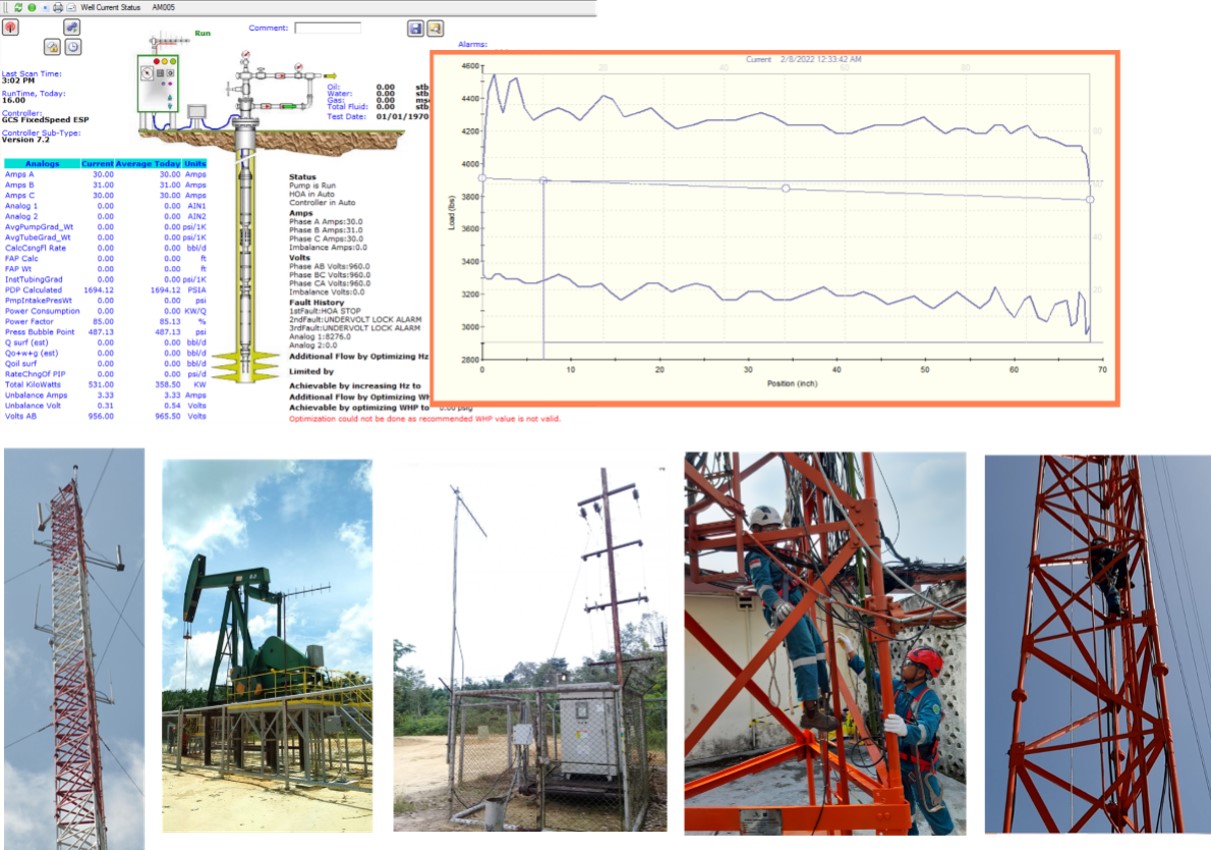 Well Current Status AM005
Comment:
Run
Alarms:
Last Scan Time:
3:02 PM
RunTime, Today:
16.00
Controller:
GCS FixedSpeed ESP
Controller Sub-Type:
Version 7.2
Oil: 0.00 stb
Water: 0.00 stb
Gas: 0.00
Total Fluid: 0.00 stb
Test Date: 01/01/1970
Analogs Current Average Today Units
Amps A 30.00 30.00 Amps
Amps B 31.00 31.00 Amps
Amps C 30.00 30.00 Amps
Analog 1 0.00 0.00 AIN1
Analog 2 0.00 0.00 AIN2
AvgPumpGrad_Wt 0.00 0.00 psi/1K
AvgTubeGrad_Wt 0.00 0.00 psi/1K
CalcCsngFl Rate 0.00 0.00 bbl/d
FAP Calc 0.00 0.00 ft
FAP Wt 0.00 0.00 ft
InstTubingGrad 0.00 0.00 psi/1K
PDP Calculated 1694.12 1694.12 PSIA
PmpIntakePresWt 0.00 0.00 psi
Power Consumption 0.00 0.00 KW/Q
Power Factor 85.00 85.13 %
Press Bubble Point 487.13 487.13 psi
Q surf (est) 0.00 0.00 bbl/d
Qo+w+g (est) 0.00 0.00 bbl/d
Qoil surf 0.00 0.00 bbl/d
RateChngOf PIP 0.00 0.00 psi/d
Total KiloWatts 531.00 358.50 KW
Unbalance Amps 3.33 3.33 Amps
Unbalance Volt 0.31 0.54 Volts
Volts AB 956.00 965.50 Volts
Status
Pump is Run
HOA in Auto
Controller in Auto
Amps
Phase A Amps:30.0
Phase B Amps:31.0
Phase C Amps:30.0
Imbalance Amps:0.0
Volts
Phase AB Volts:960.0
Phase BC Volts:960.0
Phase CA Volts:960.0
Imbalance Volts:0.0
Fault History
1stFault:HOA STOP
2ndFault:UNDERVOLT LOCK ALARM
3rdFault:UNDERVOLT LOCK ALARM
Analog 1:8276.0
Analog 2:0.0
Additional Flow by Optimizing Hz
Limited by
Achievable by increasing Hz to
Additional Flow by Optimizing WH
Achievable by optimizing WHP to 0.00 psig
Optimization could not be done as recommended WHP value is not valid.
Current 2/8/2022 12:33:42 AM
20 40 60 80
4600
4400
4200
4000
3800
3600
3400
3200
3000
2800
80
60
40
20
Load (lbs)
0 10 20 30 40 50 60 70
Position (inch)